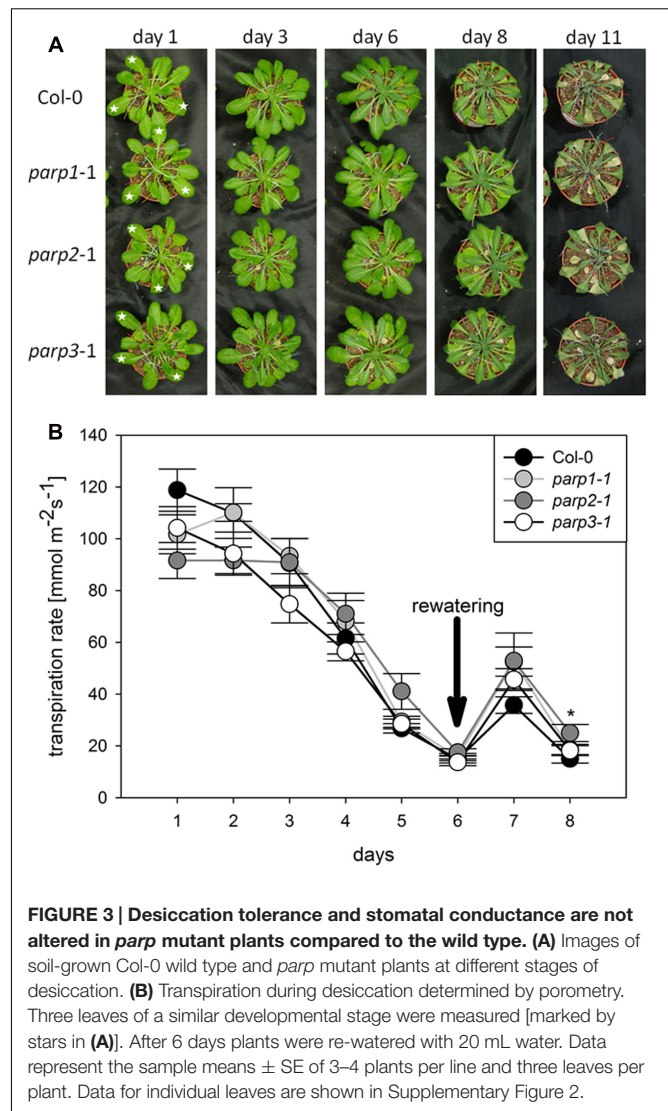 A
day 1 day 3 day 6 day 8 day 11
Col-0
parp1-1
parp2-1
parp3-1
B
140
120
100
80
60
40
20
0
transpiration rate [mmol m⁻²s⁻¹]
Col-0
parp1-1
parp2-1
parp3-1
rewatering
*
1 2 3 4 5 6 7 8
days
FIGURE 3 | Desiccation tolerance and stomatal conductance are not
altered in parp mutant plants compared to the wild type. (A) Images of
soil-grown Col-0 wild type and parp mutant plants at different stages of
desiccation. (B) Transpiration during desiccation determined by porometry.
Three leaves of a similar developmental stage were measured [marked by
stars in (A)]. After 6 days plants were re-watered with 20 mL water. Data
represent the sample means ± SE of 3–4 plants per line and three leaves per
plant. Data for individual leaves are shown in Supplementary Figure 2.